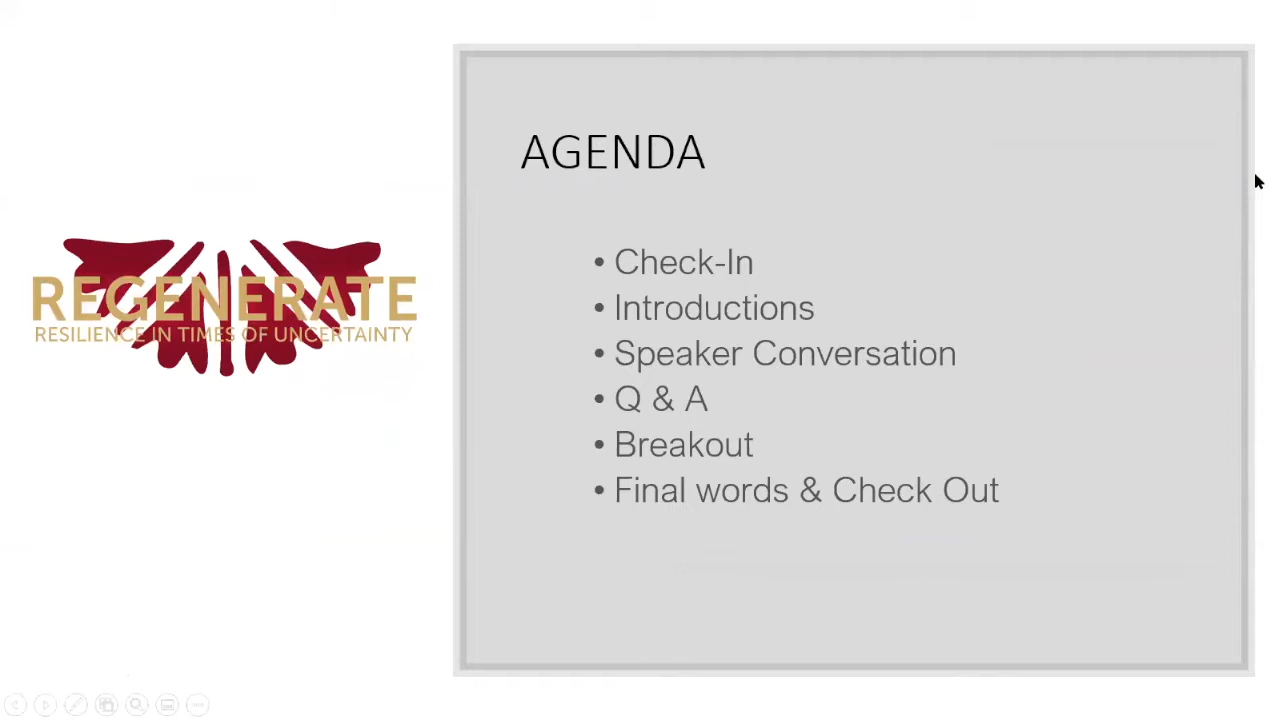 AGENDA
REGENERATE
RESILIENCE IN TIMES OF UNCERTAINTY
• Check-In
• Introductions
• Speaker Conversation
• Q & A
• Breakout
• Final words & Check Out